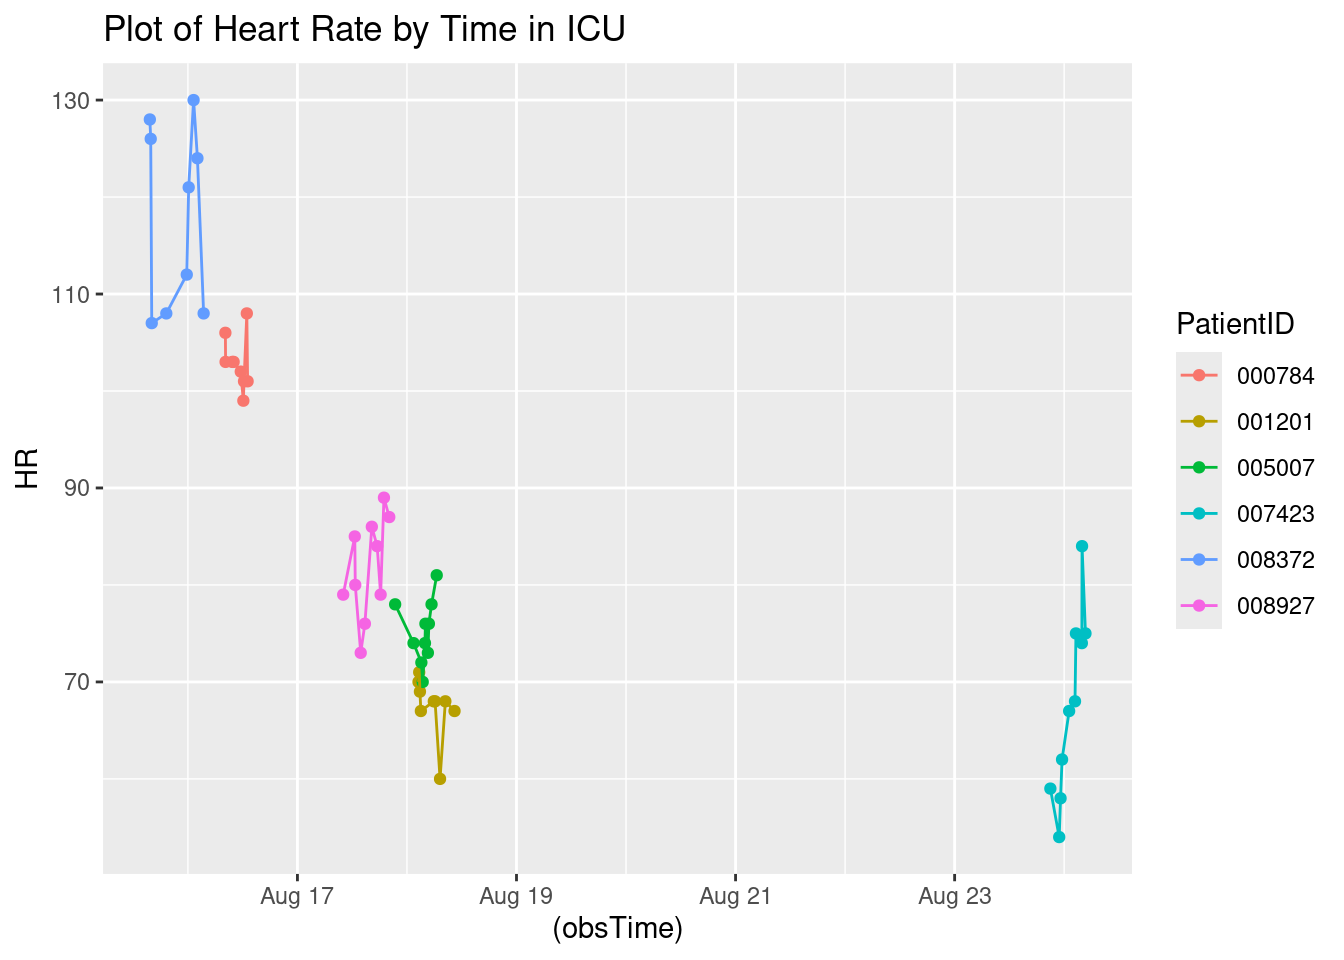 Plot of Heart Rate by Time in ICU
130
110
90
70
HR
Aug 17
Aug 19
Aug 21
Aug 23
(obsTime)
PatientID
000784
001201
005007
007423
008372
008927